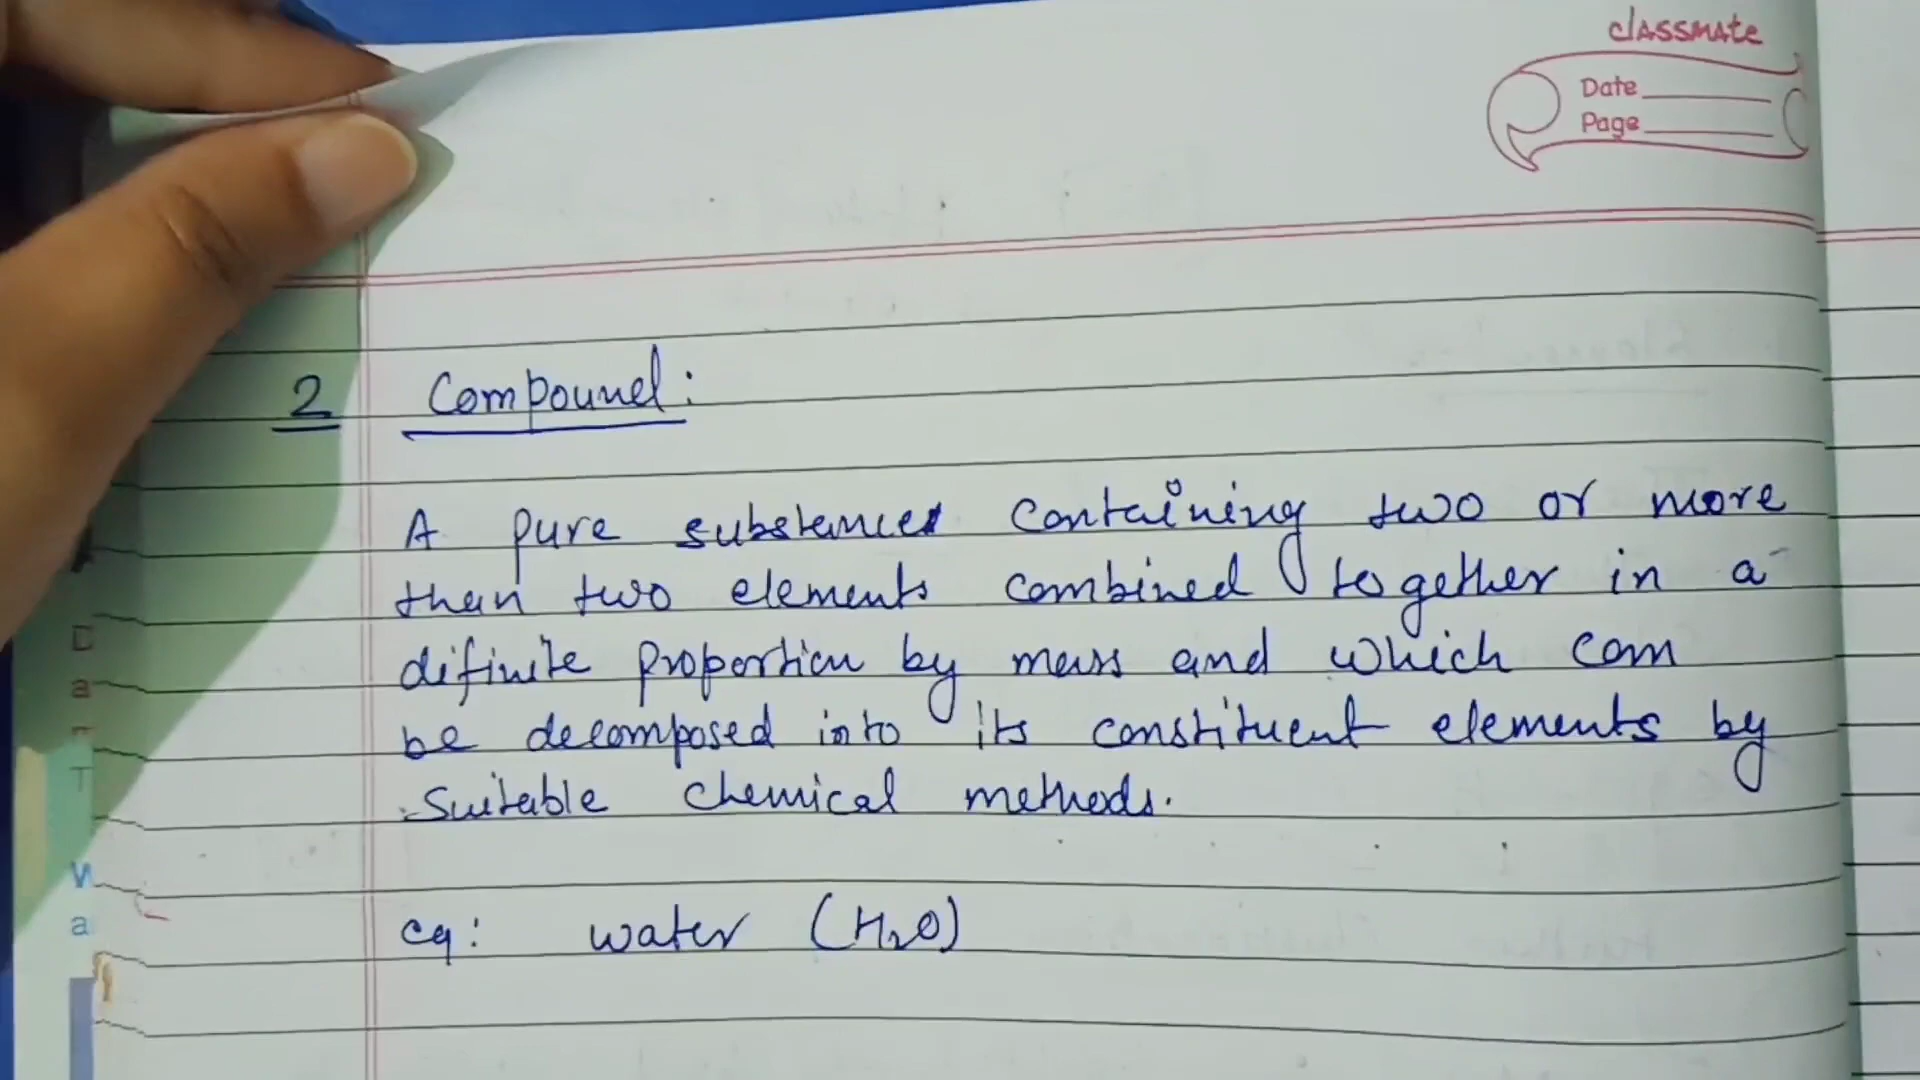 classmate
Date
Page
2 Compound:
A pure substances containing two or more
than two elements combined together in a
difinite proportion by mass and which can
be decomposed into its constituent elements by
suitable chemical methods.
eg: water (H₂O)